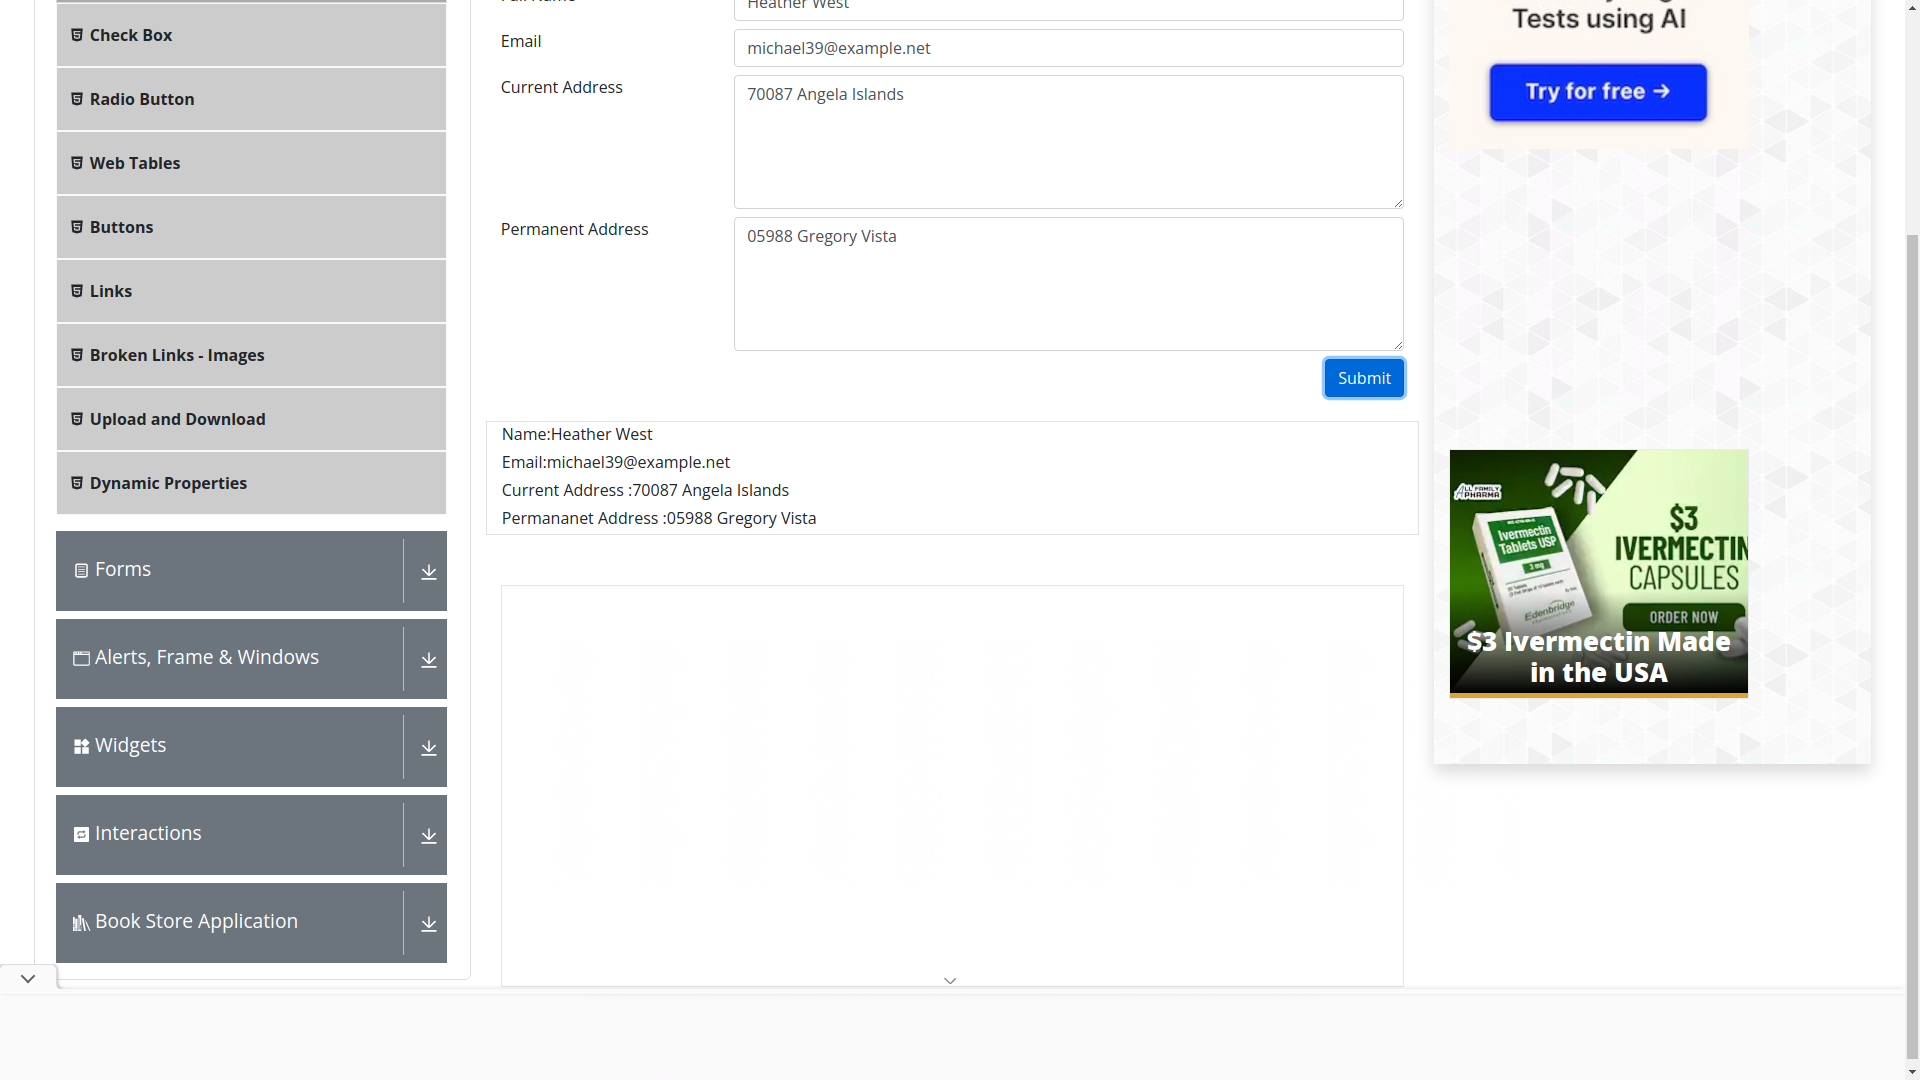 Check Box
Radio Button
Web Tables
Buttons
Links
Broken Links - Images
Upload and Download
Dynamic Properties
Forms
Alerts, Frame & Windows
Widgets
Interactions
Book Store Application
Heather West
Email
michael39@example.net
Current Address
70087 Angela Islands
Permanent Address
05988 Gregory Vista
Submit
Name:Heather West
Email:michael39@example.net
Current Address :70087 Angela Islands
Permananet Address :05988 Gregory Vista
Tests using AI
Try for free →
ALL FAMILY
PHARMA
Ivermectin
Tablets USP
3 mg
Edenbridge
$3
IVERMECTIN
CAPSULES
ORDER NOW
$3 Ivermectin Made
in the USA